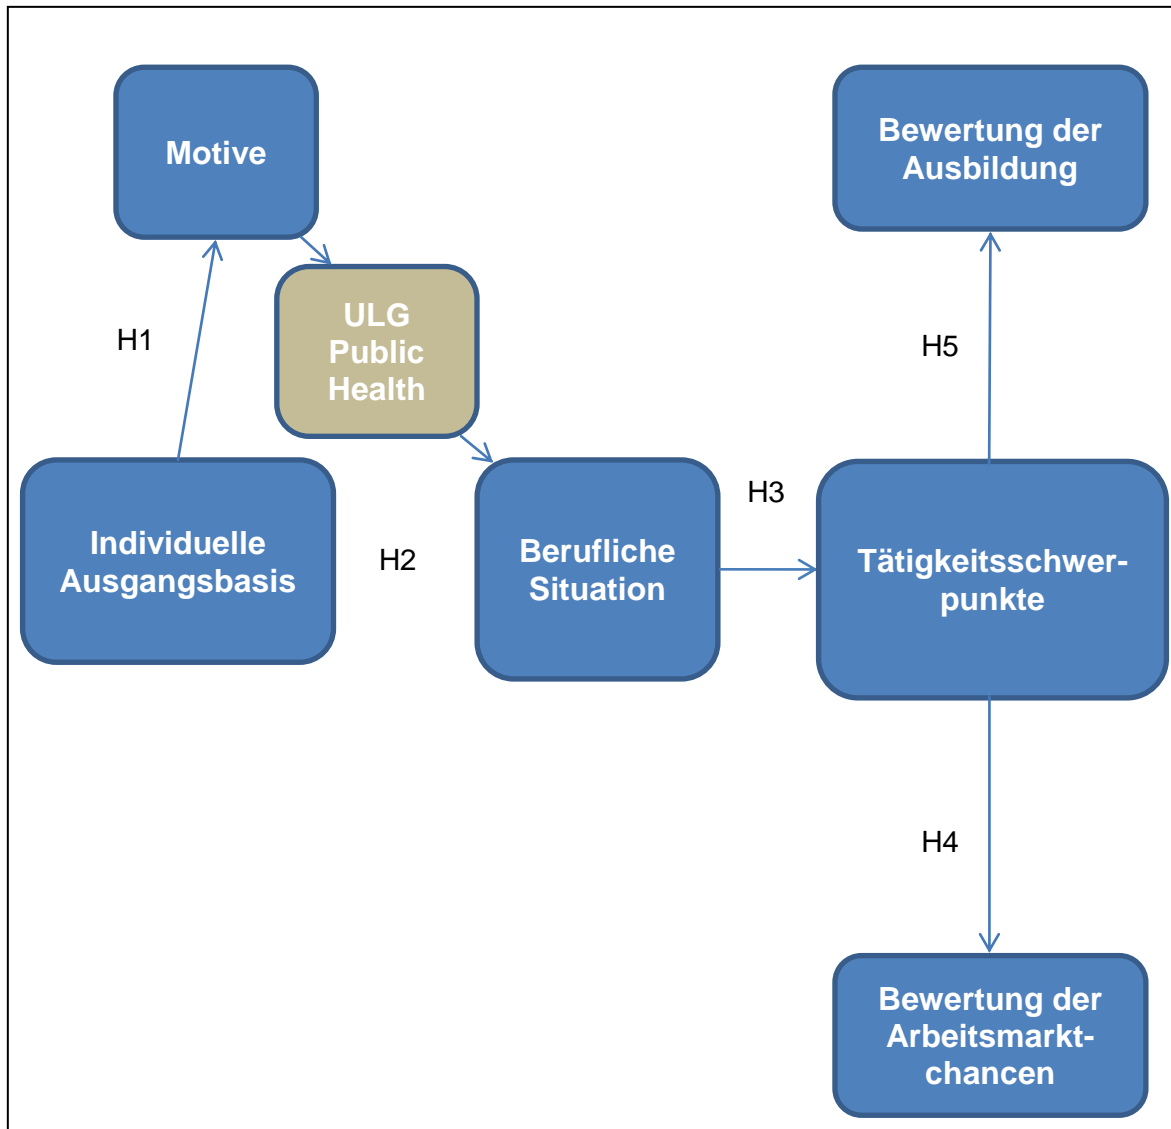 Motive
Bewertung der
Ausbildung
ULG
Public
Health
H1
H5
Individuelle
Ausgangsbasis
H2
Berufliche
Situation
H3
Tätigkeitsschwer-
punkte
H4
Bewertung der
Arbeitsmarkt-
chancen